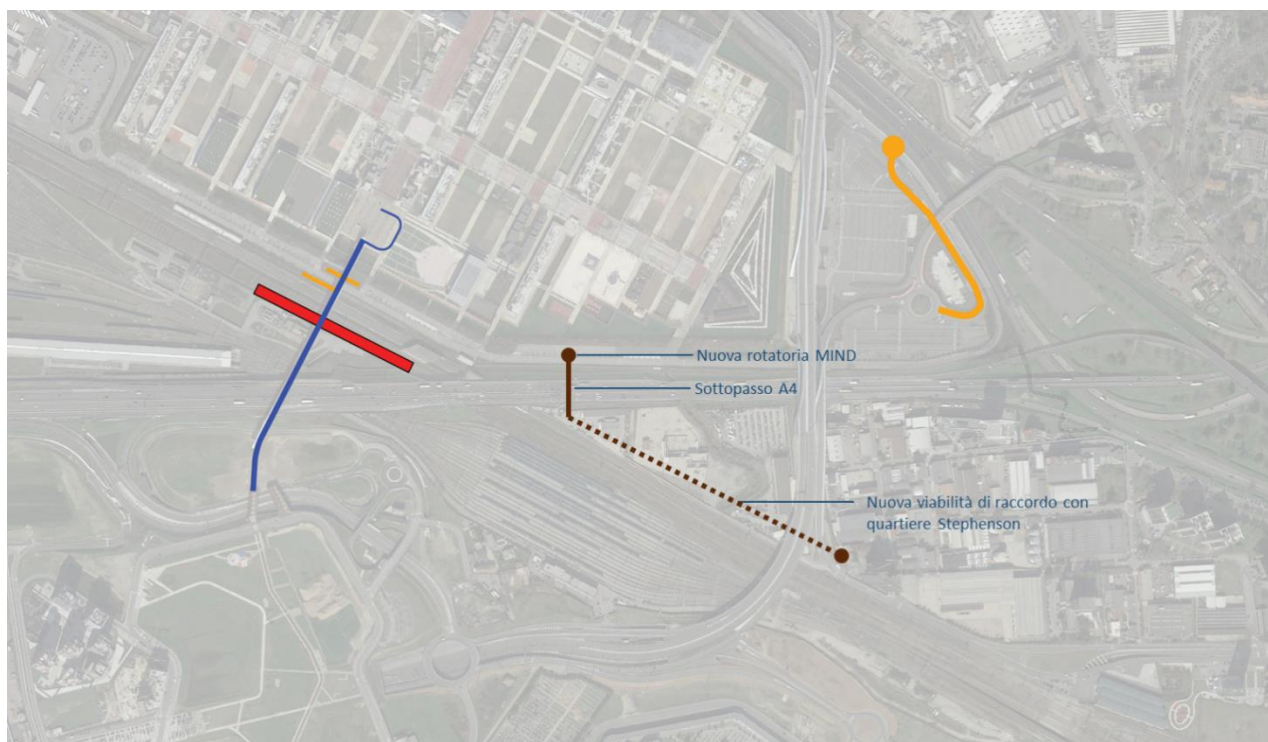 Nuova rotatoria MIND
Sottopasso A4
Nuova viabilità di raccordo con
quartiere Stephenson